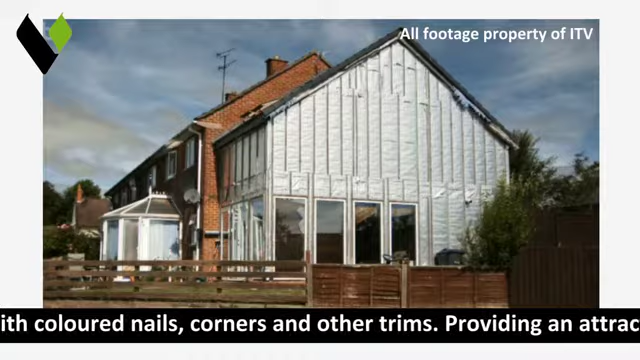 All footage property of ITV
ith coloured nails, corners and other trims. Providing an attrac